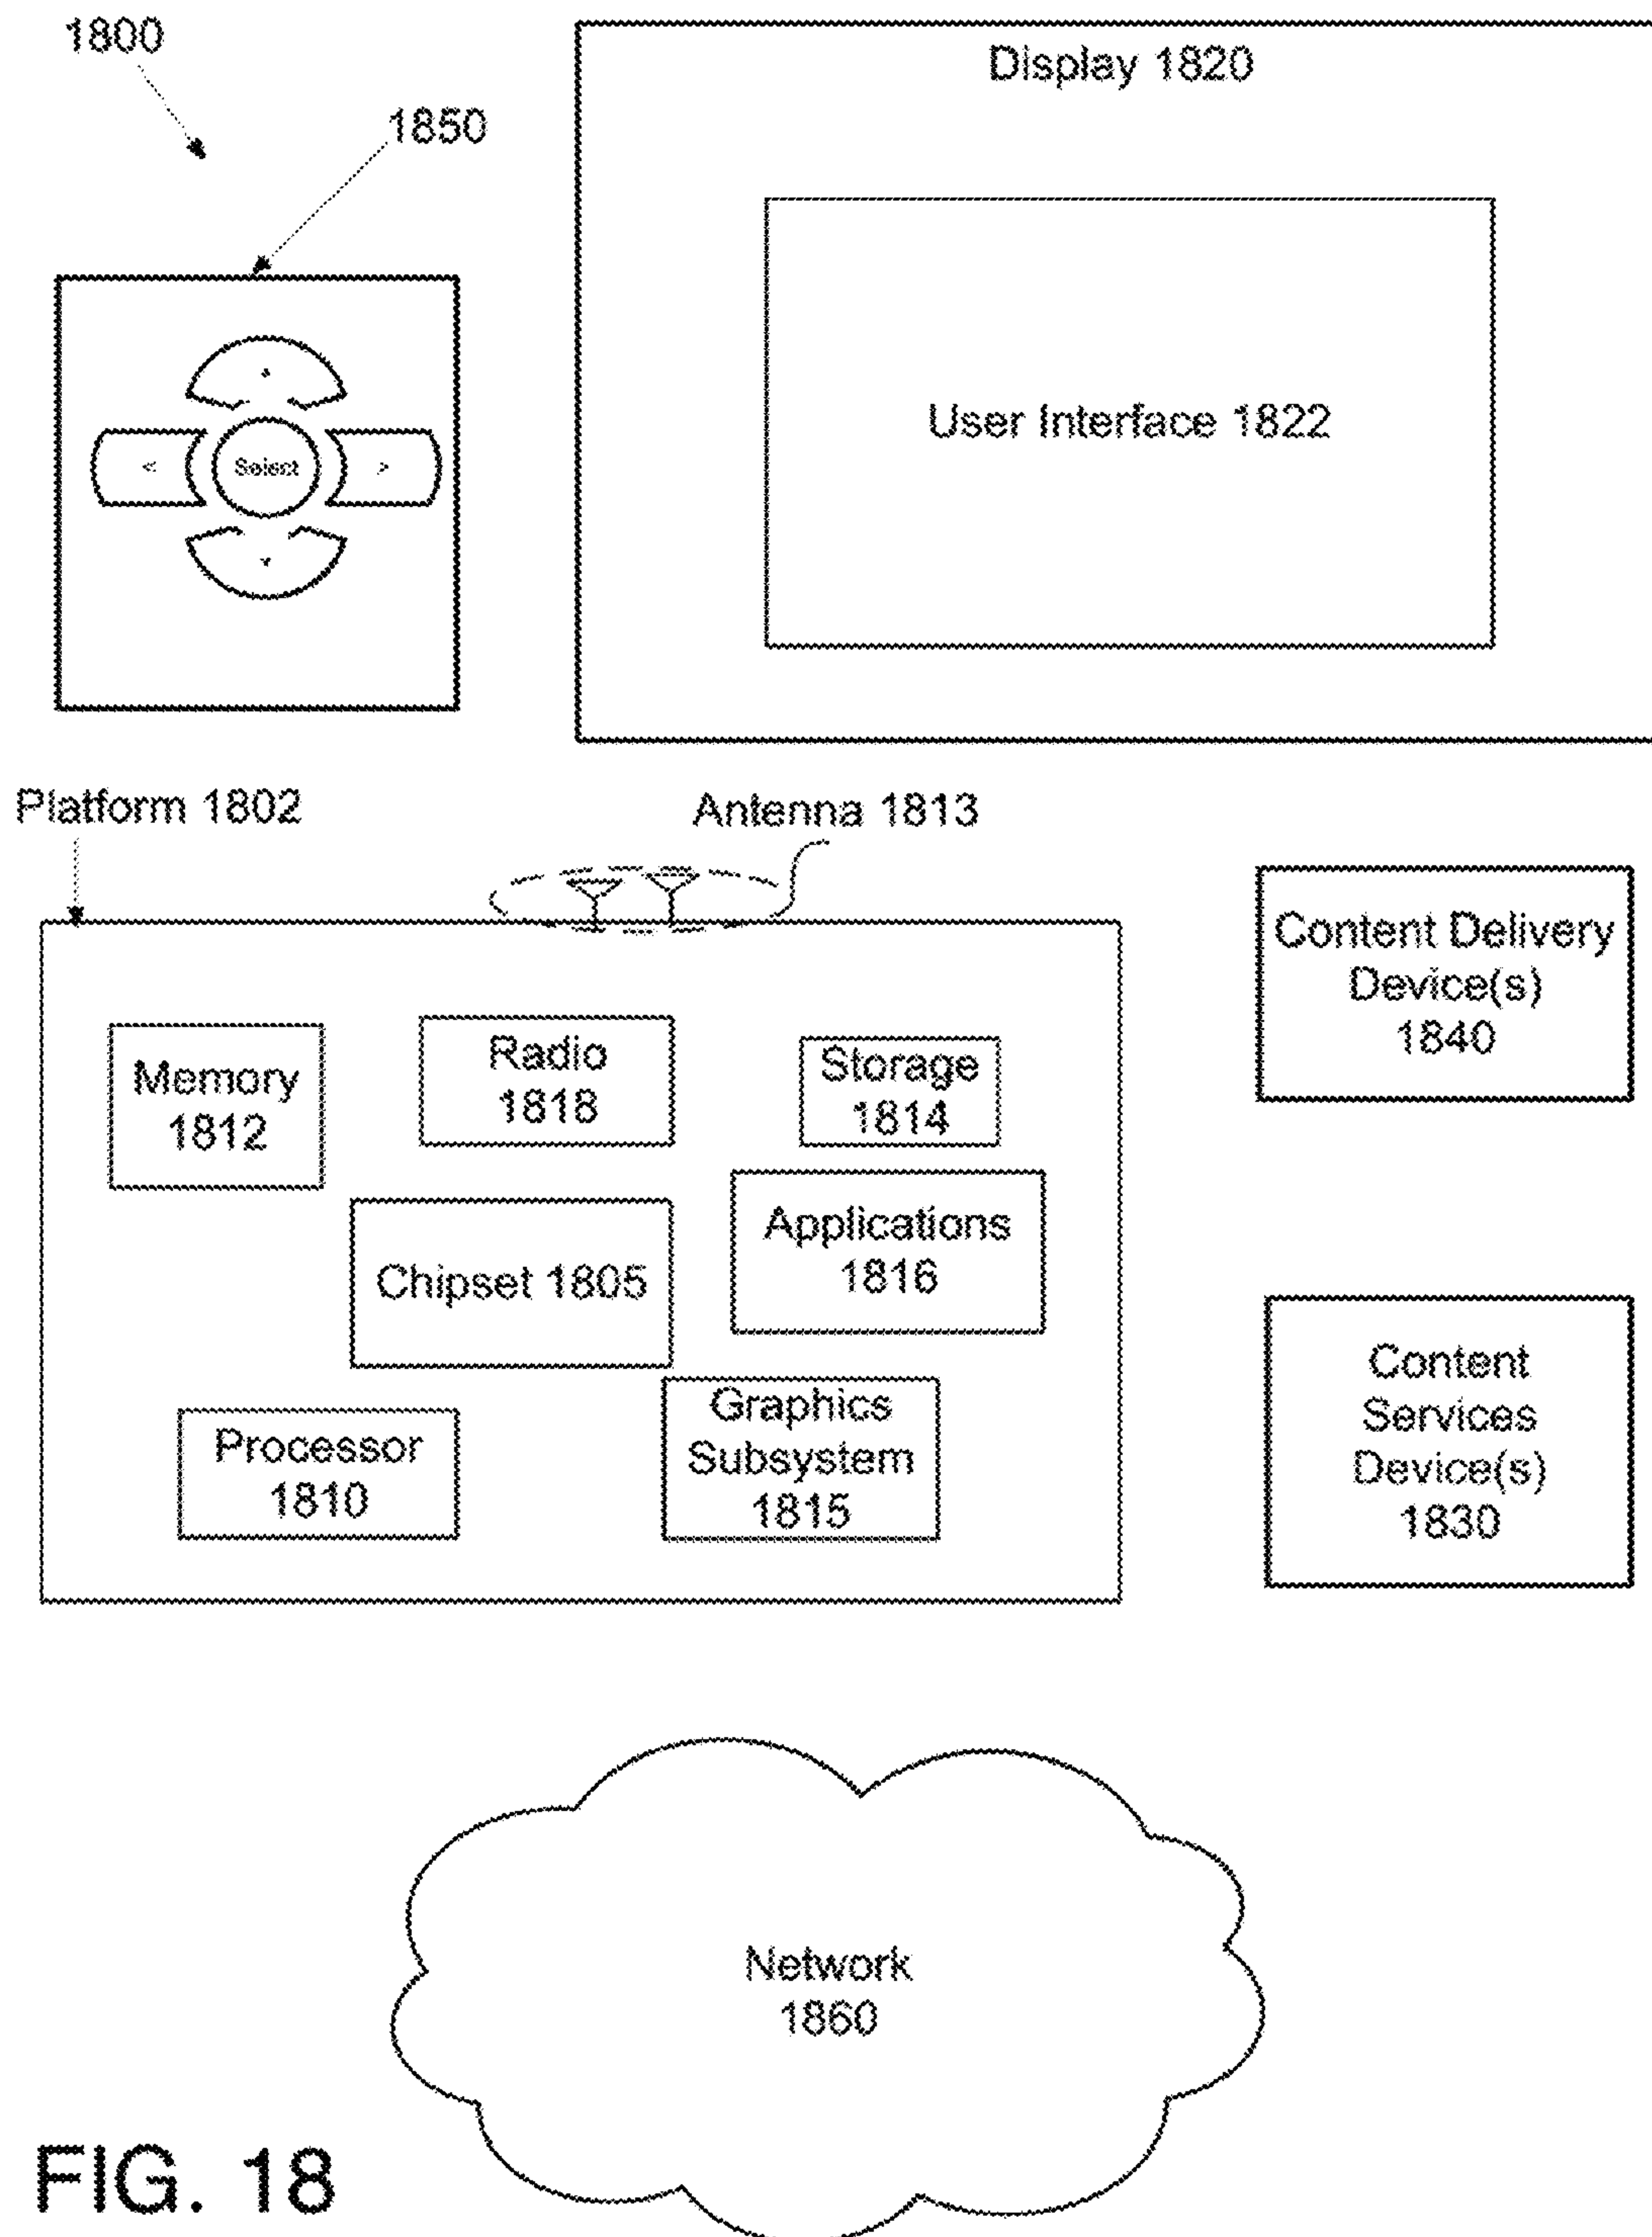 1800
Display 1820
1850
User Interface 1822
<
Select
>
Platform 1802
Antenna 1813
Content Delivery
Device(s)
1840
Memory
1812
Radio
1818
Storage
1814
Chipset 1805
Applications
1816
Content
Services
Device(s)
1830
Processor
1810
Graphics
Subsystem
1815
Network
1860
FIG. 18